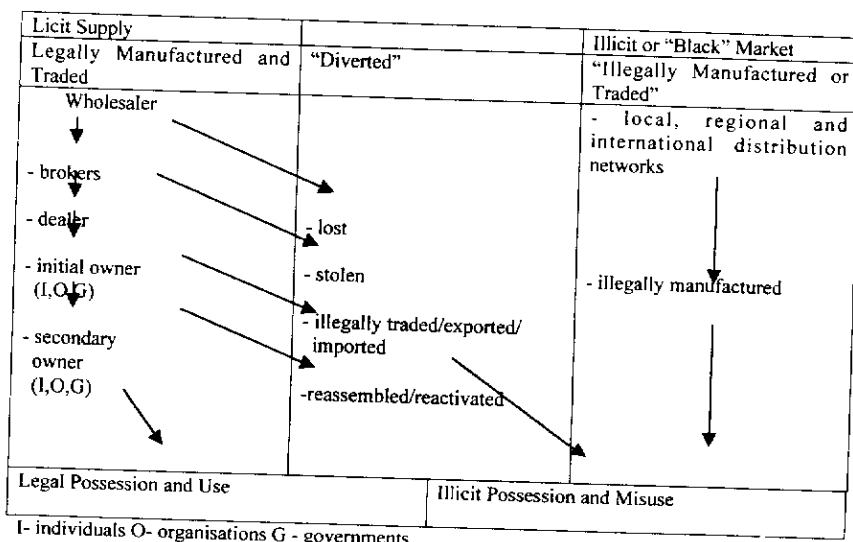 Licit Supply
Illicit or “Black” Market
Legally Manufactured and
Traded
“Diverted”
“Illegally Manufactured or
Traded”
Wholesaler
- brokers
- dealer
- initial owner
(I,O,G)
- secondary
owner
(I,O,G)
- lost
- stolen
- illegally traded/exported/
imported
-reassembled/reactivated
- local, regional and
international distribution
networks
- illegally manufactured
Legal Possession and Use
Illicit Possession and Misuse
I- individuals O- organisations G - governments